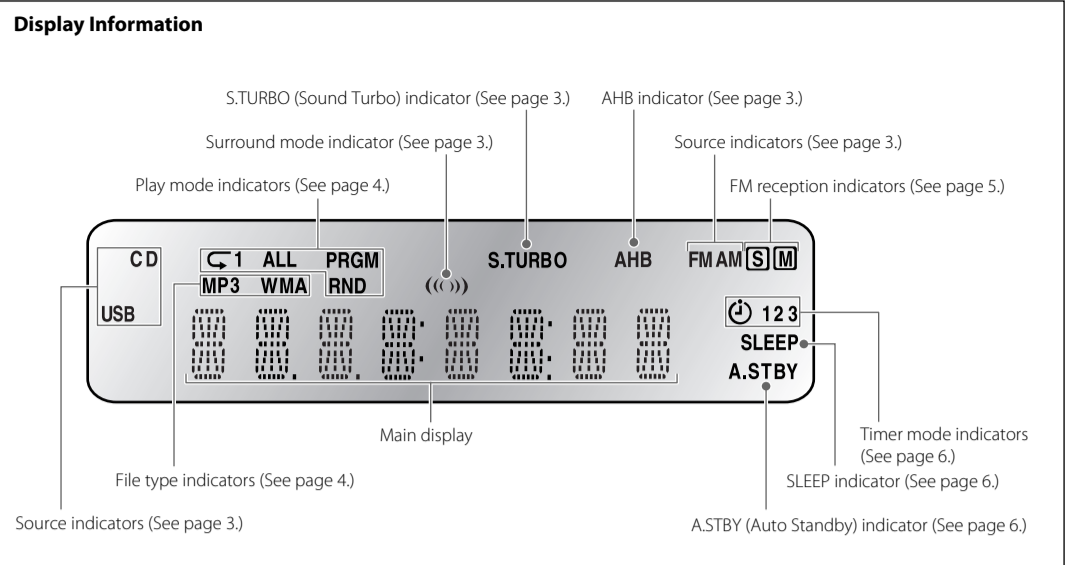 Display Information
S.TURBO (Sound Turbo) indicator (See page 3.)
AHB indicator (See page 3.)
Surround mode indicator (See page 3.)
Source indicators (See page 3.)
Play mode indicators (See page 4.)
FM reception indicators (See page 5.)
CD
1 ALL PRGM
S.TURBO
AHB
FM AM S M
MP3 WMA RND
USB
1 2 3
SLEEP
A.STBY
Main display
Timer mode indicators
(See page 6.)
File type indicators (See page 4.)
SLEEP indicator (See page 6.)
Source indicators (See page 3.)
A.STBY (Auto Standby) indicator (See page 6.)